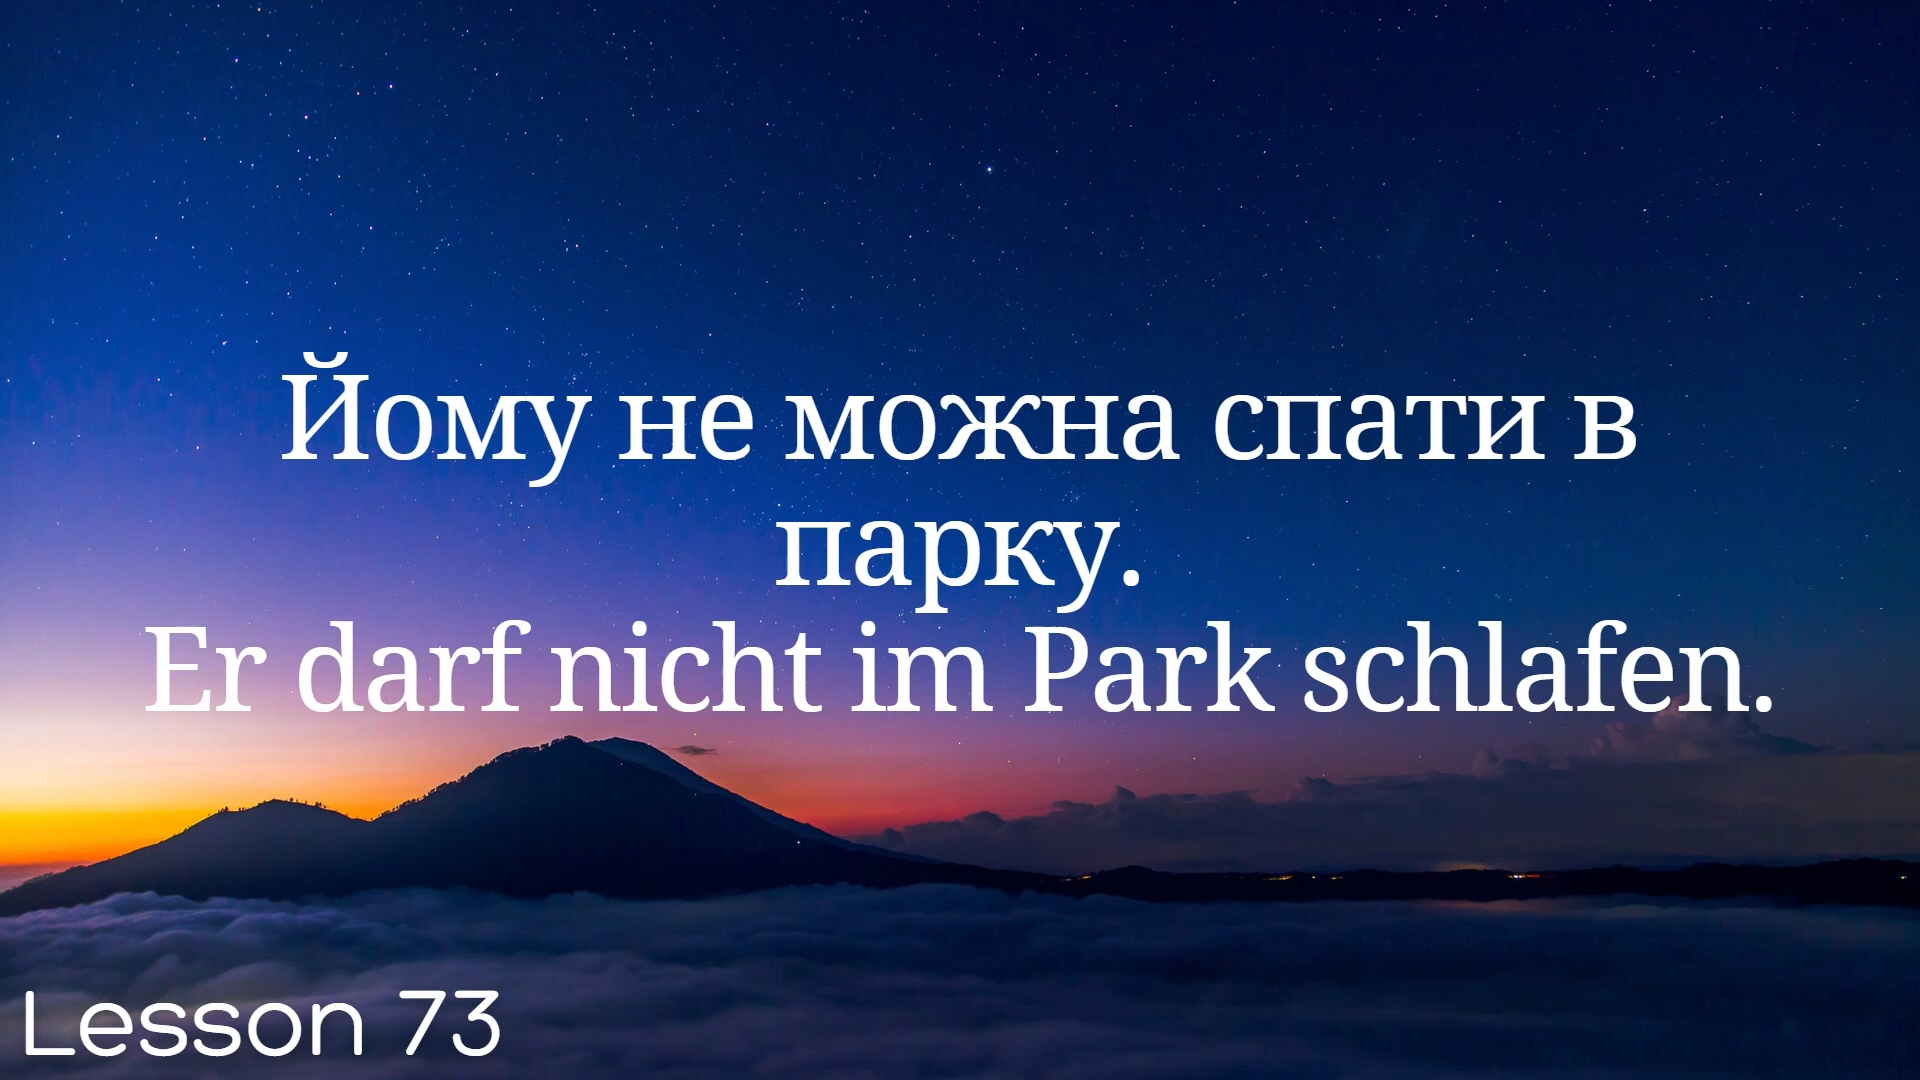 Йому не можна спати в
парку.
Er darf nicht im Park schlafen.
Lesson 73